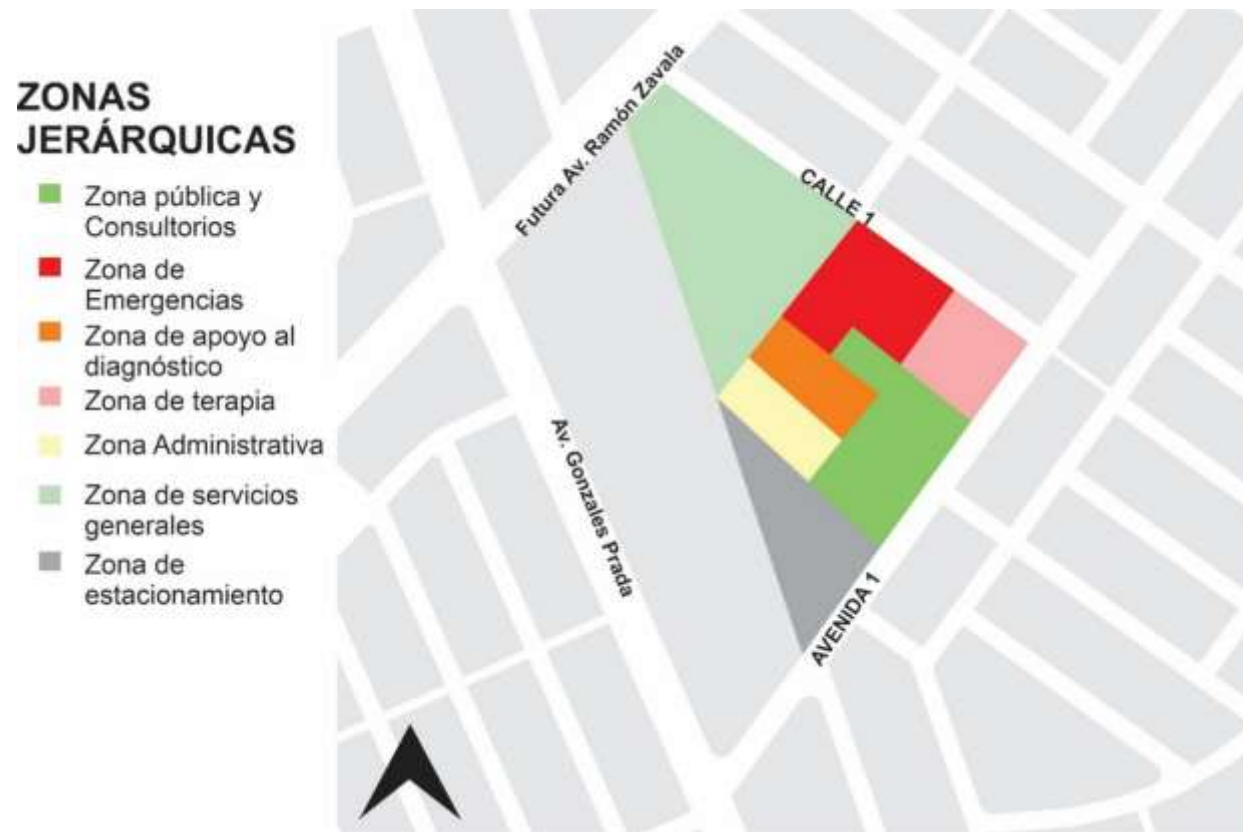 ZONAS
JERÁRQUICAS
Zona pública y
Consultorios
Zona de
Emergencias
Zona de apoyo al
diagnóstico
Zona de terapia
Zona Administrativa
Zona de servicios
generales
Zona de
estacionamiento
Futura Av. Ramón Zavala
CALLE 1
Av. Gonzales Prada
AVENIDA 1